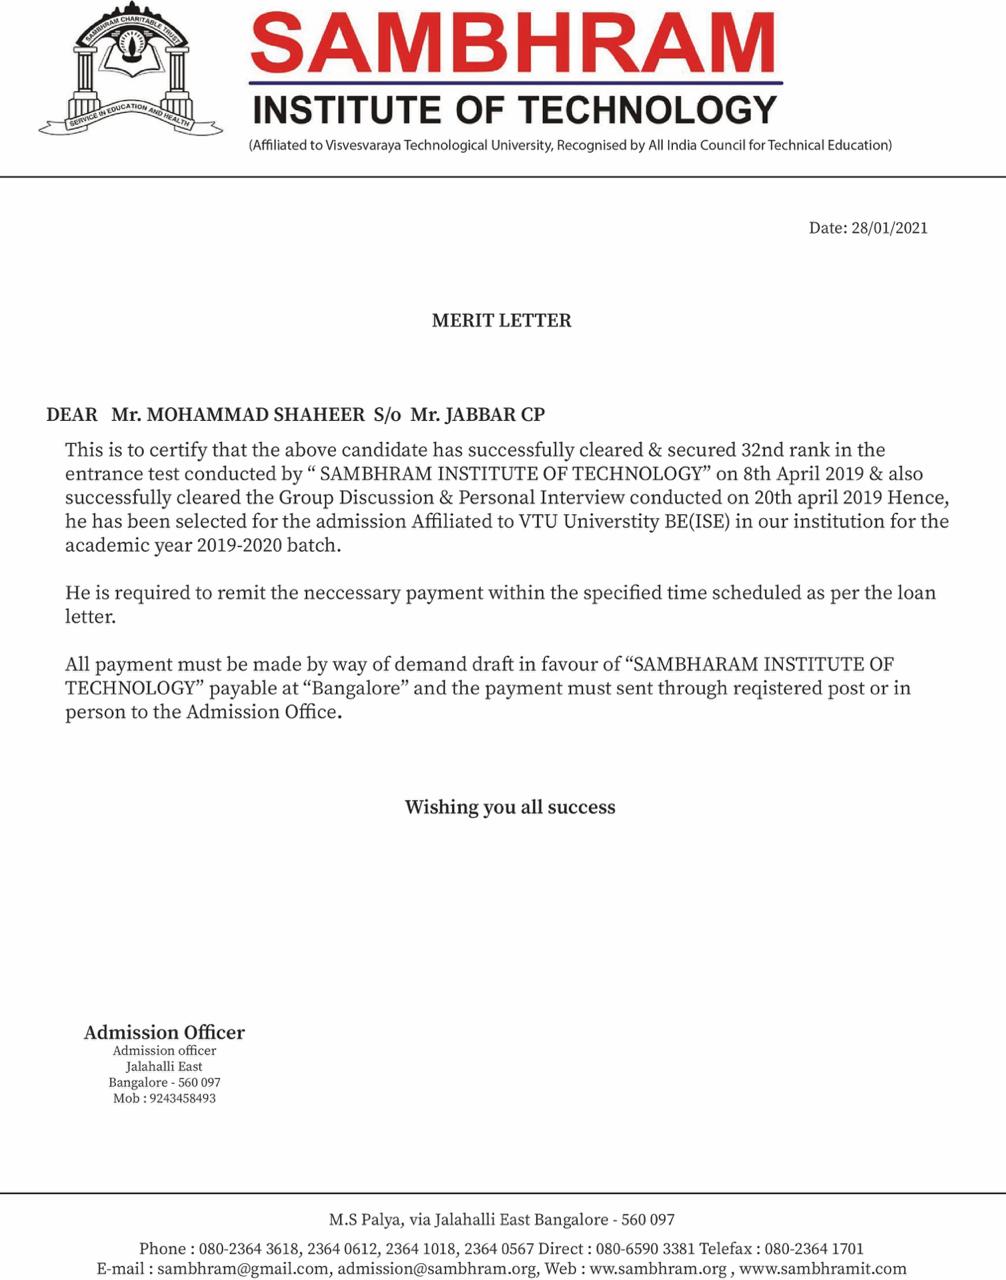 SAMBHRAM CHARITABLE TRUST
SERVICE IN EDUCATION AND HEALTH
SAMBHRAM
INSTITUTE OF TECHNOLOGY
(Affiliated to Visvesvaraya Technological University, Recognised by All India Council for Technical Education)
Date: 28/01/2021
MERIT LETTER
DEAR Mr. MOHAMMAD SHAHEER S/o Mr. JABBAR CP
This is to certify that the above candidate has successfully cleared & secured 32nd rank in the
entrance test conducted by “ SAMBHRAM INSTITUTE OF TECHNOLOGY” on 8th April 2019 & also
successfully cleared the Group Discussion & Personal Interview conducted on 20th april 2019 Hence,
he has been selected for the admission Affiliated to VTU Universtity BE(ISE) in our institution for the
academic year 2019-2020 batch.
He is required to remit the neccessary payment within the specified time scheduled as per the loan
letter.
All payment must be made by way of demand draft in favour of “SAMBHARAM INSTITUTE OF
TECHNOLOGY” payable at “Bangalore” and the payment must sent through reqistered post or in
person to the Admission Office.
Wishing you all success
Admission Officer
Admission officer
Jalahalli East
Bangalore - 560 097
Mob : 9243458493
M.S Palya, via Jalahalli East Bangalore - 560 097
Phone : 080-2364 3618, 2364 0612, 2364 1018, 2364 0567 Direct : 080-6590 3381 Telefax : 080-2364 1701
E-mail : sambhram@gmail.com, admission@sambhram.org, Web : ww.sambhram.org , www.sambhramit.com